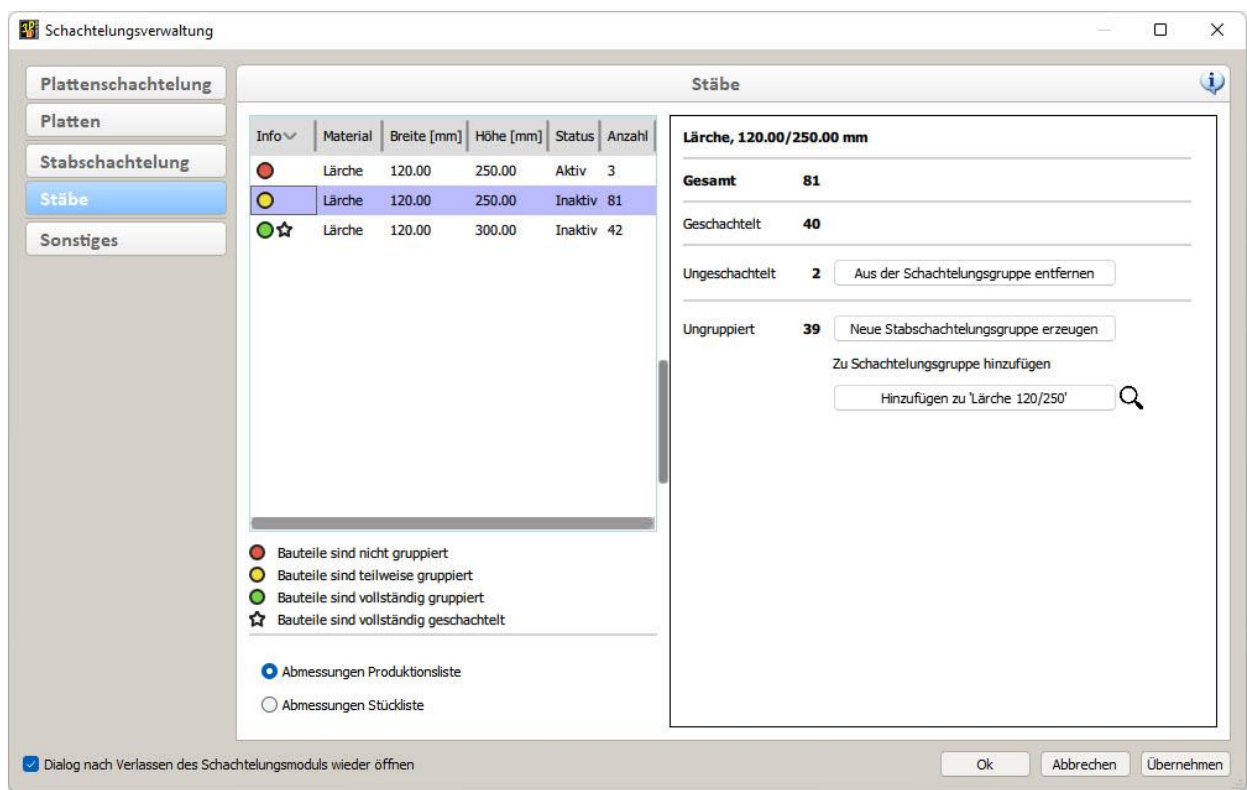 Schachtelungsverwaltung
Plattenschachtelung
Platten
Stabschachtelung
Stäbe
Sonstiges
Stäbe
Info Material Breite [mm] Höhe [mm] Status Anzahl
Lärche 120.00 250.00 Aktiv 3
Lärche 120.00 250.00 Inaktiv 81
Lärche 120.00 300.00 Inaktiv 42
Bauteile sind nicht gruppiert
Bauteile sind teilweise gruppiert
Bauteile sind vollständig gruppiert
Bauteile sind vollständig geschachtelt
Abmessungen Produktionsliste
Abmessungen Stückliste
Lärche, 120.00/250.00 mm
Gesamt 81
Geschachtelt 40
Ungeschachtelt 2 Aus der Schachtelungsgruppe entfernen
Ungruppiert 39 Neue Stabschachtelungsgruppe erzeugen
Zu Schachtelungsgruppe hinzufügen
Hinzufügen zu 'Lärche 120/250'
Dialog nach Verlassen des Schachtelungsmoduls wieder öffnen
Ok Abbrechen Übernehmen